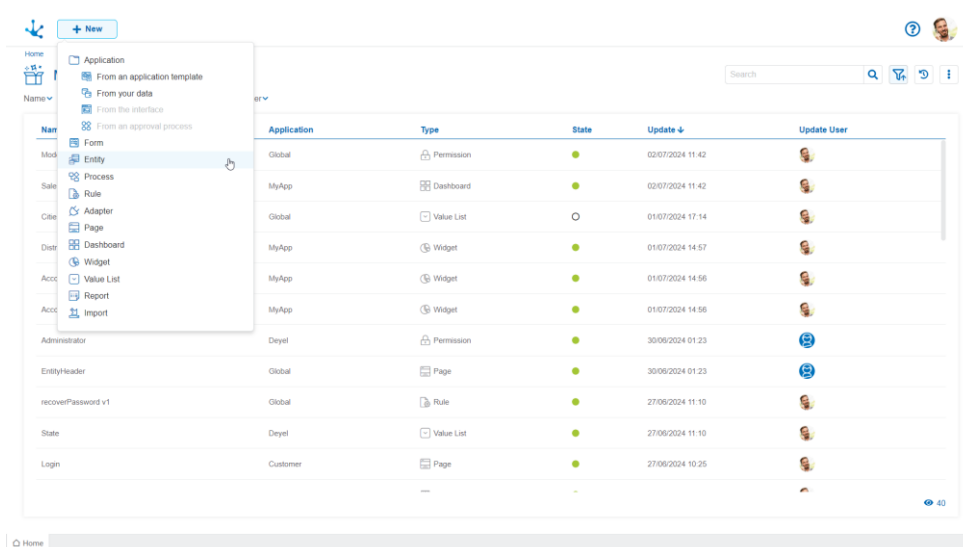 + New
Home
Application
From an application template
From your data
From the interface
From an approval process
Form
Entity
Process
Rule
Adapter
Page
Dashboard
Widget
Value List
Report
Import
Search
Name
Application Type State Update ↓ Update User
Global Permission 02/07/2024 11:42
MyApp Dashboard 02/07/2024 11:42
Global Value List 01/07/2024 17:14
MyApp Widget 01/07/2024 14:57
MyApp Widget 01/07/2024 14:56
MyApp Widget 01/07/2024 14:56
Administrator Deyel Permission 30/06/2024 01:23
EntityHeader Global Page 30/06/2024 01:23
recoverPassword v1 Global Rule 27/06/2024 11:10
State Deyel Value List 27/06/2024 11:10
Login Customer Page 27/06/2024 10:25
40
Home